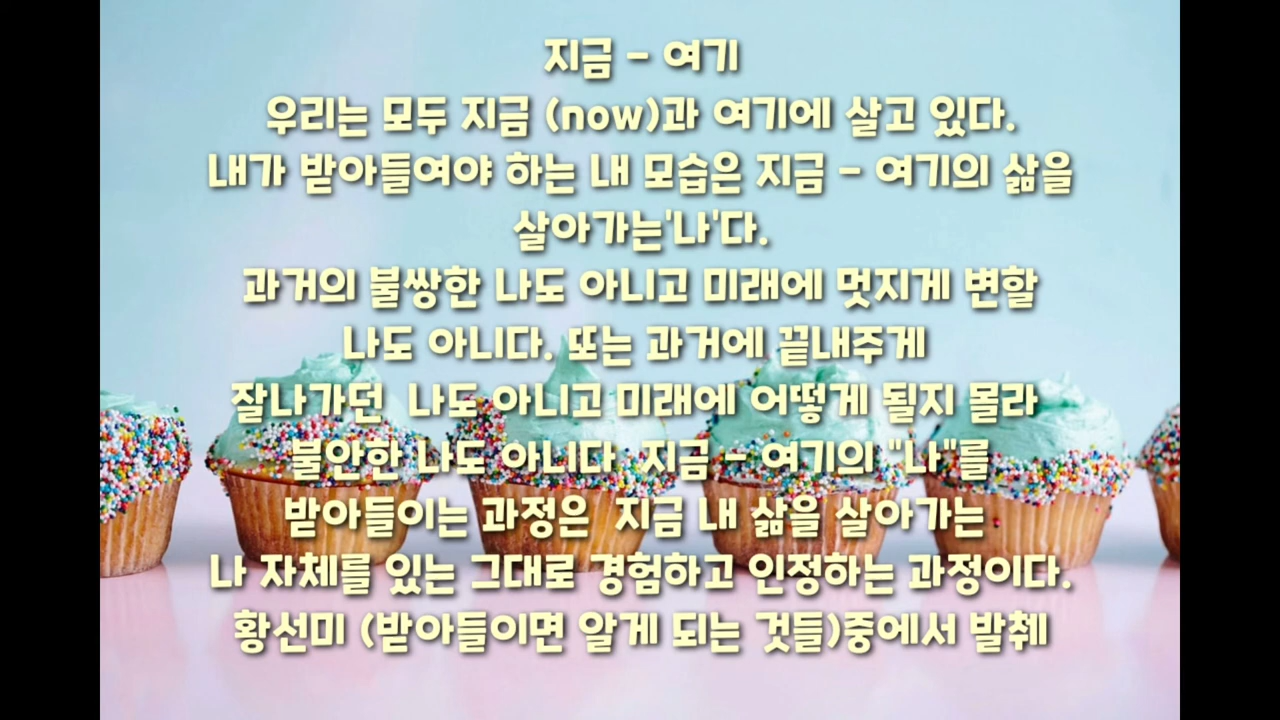 지금 - 여기
우리는 모두 지금 (now)과 여기에 살고 있다.
내가 받아들여야 하는 내 모습은 지금 - 여기의 삶을
살아가는'나'다.
과거의 불쌍한 나도 아니고 미래에 멋지게 변할
나도 아니다. 또는 과거에 끝내주게
잘나가던 나도 아니고 미래에 어떻게 될지 몰라
불안한 나도 아니다. 지금 - 여기의 "나"를
받아들이는 과정은 지금 내 삶을 살아가는
나 자체를 있는 그대로 경험하고 인정하는 과정이다.
황선미 (받아들이면 알게 되는 것들)중에서 발췌